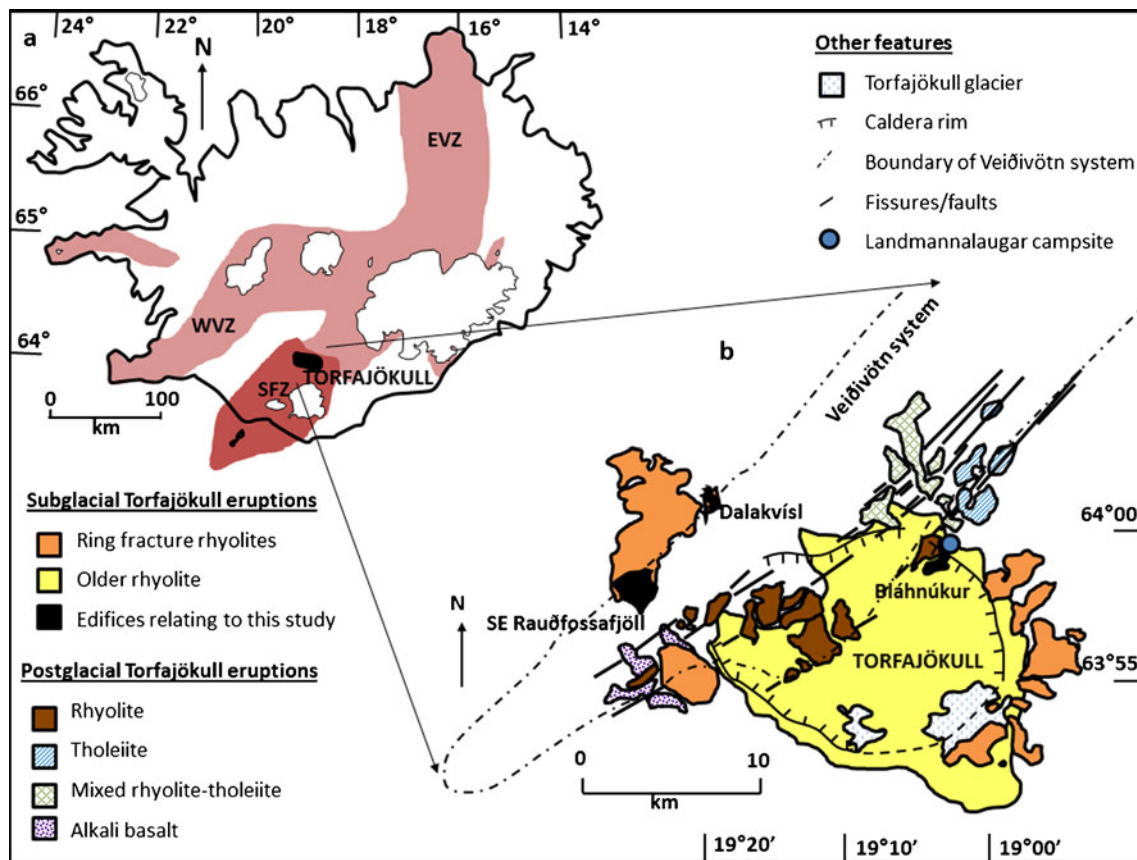 a
24°
22°
20°
18°
16°
14°
N
66°
65°
64°
EVZ
WVZ
SFZ
TORFAJÖKULL
0 100
km
Other features
Torfajökull glacier
Caldera rim
Boundary of Veiðivötn system
Fissures/faults
Landmannalaugar campsite
Subglacial Torfajökull eruptions
Ring fracture rhyolites
Older rhyolite
Edifices relating to this study
Postglacial Torfajökull eruptions
Rhyolite
Tholeiite
Mixed rhyolite-tholeiite
Alkali basalt
b
Veiðivötn system
Dalakvísl
64°00
N
SE Rauðfossafjöll
Bláhnúkur
TORFAJÖKULL
63°55
0 10
km
19°20'
19°10'
19°00'